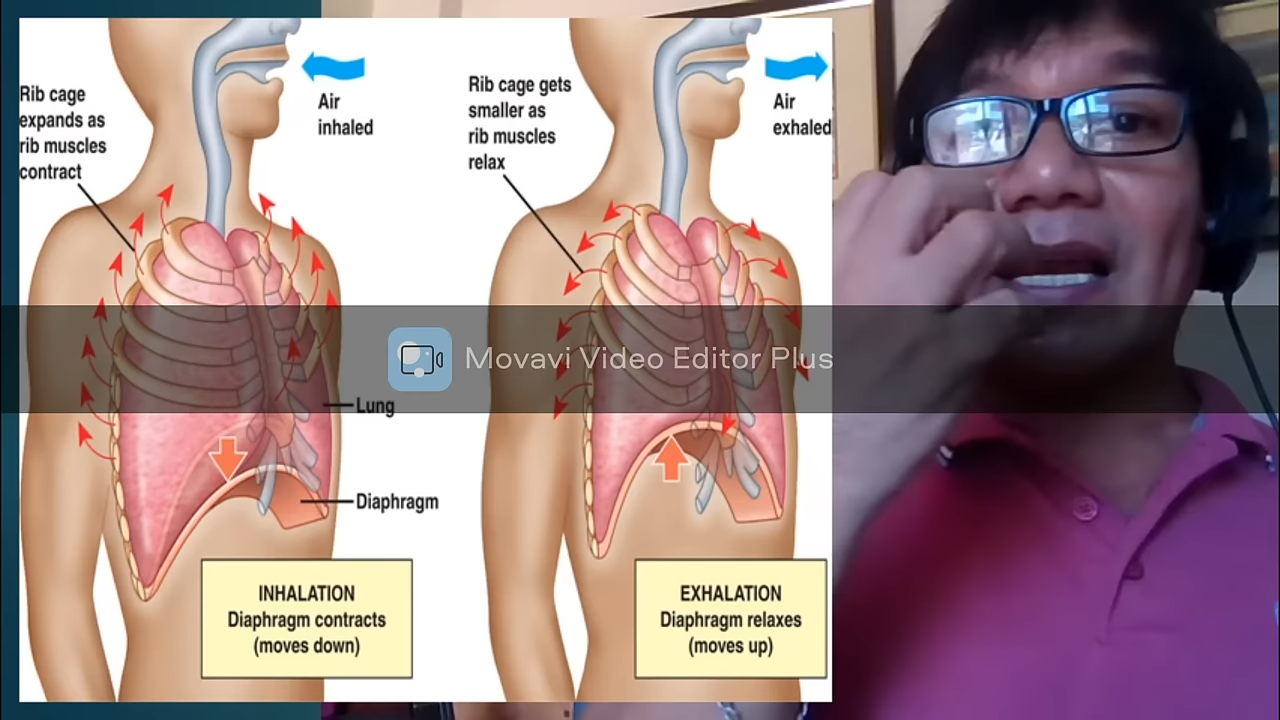 Rib cage
expands as
rib muscles
contract
Air
inhaled
Rib cage gets
smaller as
rib muscles
relax
Air
exhaled
Movavi Video Editor Plus
Lung
Diaphragm
INHALATION
Diaphragm contracts
(moves down)
EXHALATION
Diaphragm relaxes
(moves up)